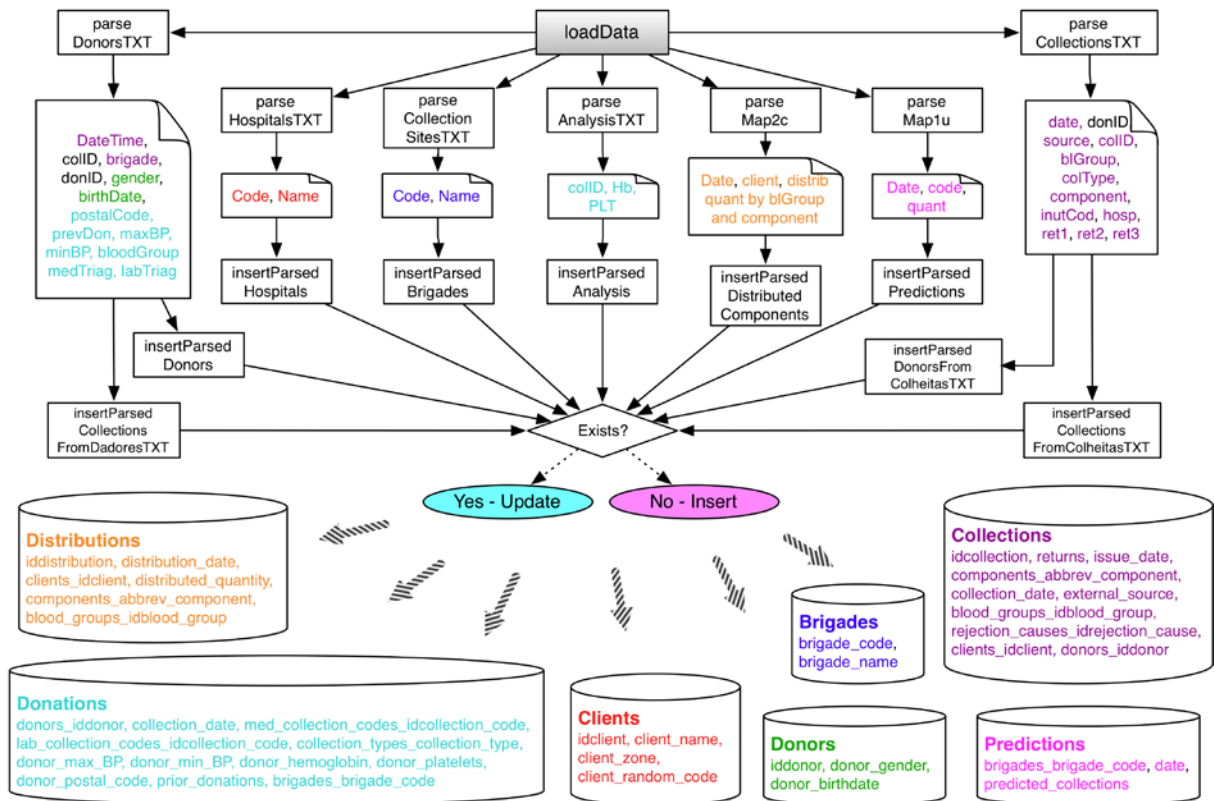 parse
DonorsTXT
loadData
parse
CollectionsTXT
parse
HospitalsTXT
parse
Collection
SitesTXT
parse
AnalysisTXT
parse
Map2c
parse
Map1u
DateTime,
colID, brigade,
donID, gender,
birthDate,
postalCode,
prevDon, maxBP,
minBP, bloodGroup
medTriag, labTriag
Code, Name
Code, Name
colID, Hb,
PLT
Date, client, distrib
quant by blGroup
and component
Date, code,
quant
date, donID,
source, colID,
blGroup,
colType,
component,
inutCod, hosp,
ret1, ret2, ret3
insertParsed
Hospitals
insertParsed
Brigades
insertParsed
Analysis
insertParsed
Distributed
Components
insertParsed
Predictions
insertParsed
Donors
insertParsed
DonorsFrom
ColheitasTXT
insertParsed
Collections
FromDadoresTXT
Exists?
insertParsed
Collections
FromColheitasTXT
Yes - Update
No - Insert
Distributions
iddistribution, distribution_date,
clients_idclient, distributed_quantity,
components_abbrev_component,
blood_groups_idblood_group
Collections
idcollection, returns, issue_date,
components_abbrev_component,
collection_date, external_source,
blood_groups_idblood_group,
rejection_causes_idrejection_cause,
clients_idclient, donors_iddonor
Brigades
brigade_code,
brigade_name
Donations
donors_iddonor, collection_date, med_collection_codes_idcollection_code,
lab_collection_codes_idcollection_code, collection_types_collection_type,
donor_max_BP, donor_min_BP, donor_hemoglobin, donor_platelets,
donor_postal_code, prior_donations, brigades_brigade_code
Clients
idclient, client_name,
client_zone,
client_random_code
Donors
iddonor, donor_gender,
donor_birthdate
Predictions
brigades_brigade_code, date,
predicted_collections